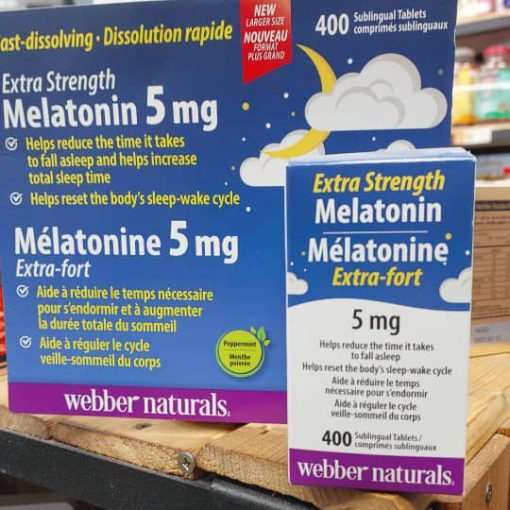 ast-dissolving • Dissolution rapide
NEW
LARGER SIZE
NOUVEAU
FORMAT
PLUS GRAND
400 Sublingual Tablets
comprimés sublinguaux
Extra Strength
Melatonin 5 mg
Helps reduce the time it takes
to fall asleep and helps increase
total sleep time
Helps reset the body's sleep-wake cycle
Mélatonine 5 mg
Extra-fort
Aide à réduire le temps nécessaire
pour s'endormir et à augmenter
la durée totale du sommeil
Aide à réguler le cycle
veille-sommeil du corps
Peppermint
Menthe
poivrée
webber naturals®
Extra Strength
Melatonin
Mélatonine
Extra-fort
5 mg
Helps reduce the time it takes
to fall asleep
Helps reset the body's sleep-wake cycle
Aide à réduire le temps
nécessaire pour s'endormir
Aide à réguler le cycle
veille-sommeil du corps
400 Sublingual Tablets/
comprimés sublinguaux
webber naturals®